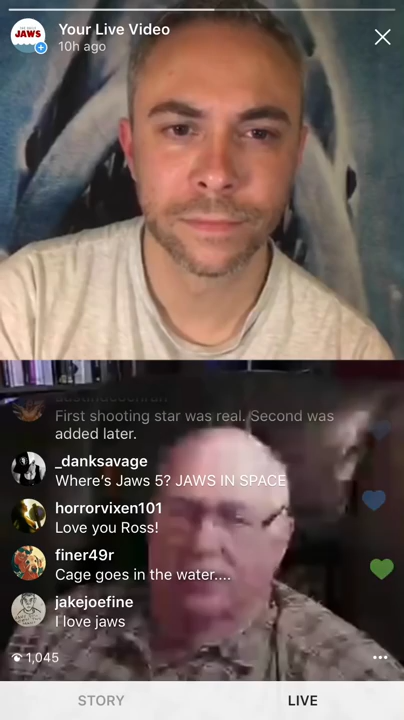 JAWS
Your Live Video
10h ago
First shooting star was real. Second was
added later.
_danksavage
Where's Jaws 5? JAWS IN SPACE
horrorvixen101
Love you Ross!
finer49r
Cage goes in the water....
jakejoefine
I love jaws
1,045
STORY
LIVE